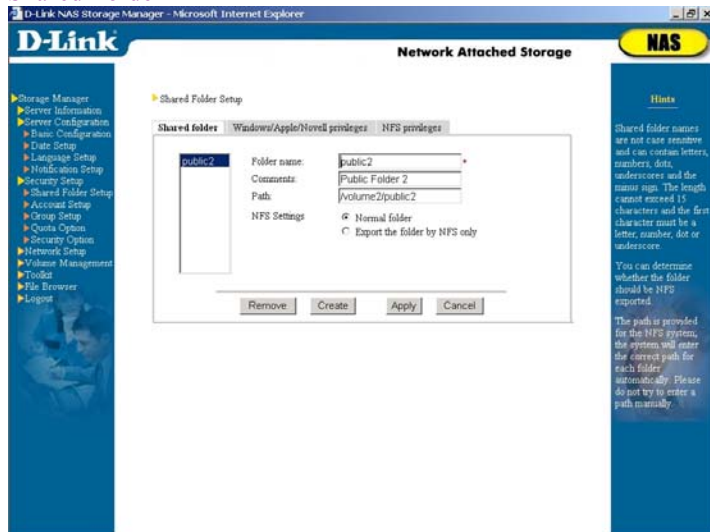 D-Link NAS Storage Manager - Microsoft Internet Explorer
D-Link
Network Attached Storage
NAS
Storage Manager
Server Information
Server Configuration
Basic Configuration
Date Setup
Language Setup
Notification Setup
Security Setup
Shared Folder Setup
Account Setup
Group Setup
Quota Option
Security Option
Network Setup
Volume Management
Toolkit
File Browser
Logout
Shared Folder Setup
Shared folder Windows/Apple/Novell privileges NFS privileges
public2
Folder name: public2 *
Comments: Public Folder 2
Path: /volume2/public2
NFS Settings Normal folder
Export the folder by NFS only
Remove Create Apply Cancel
Hints
Shared folder names
are not case sensitive
and can contain letters,
numbers, dots,
underscores and the
minus sign. The length
cannot exceed 15
characters and the first
character must be a
letter, number, dot or
underscore.
You can determine
whether the folder
should be NFS
exported.
The path is provided
for the NFS system,
the system will enter
the correct path for
each folder
automatically. Please
do not try to enter a
path manually.